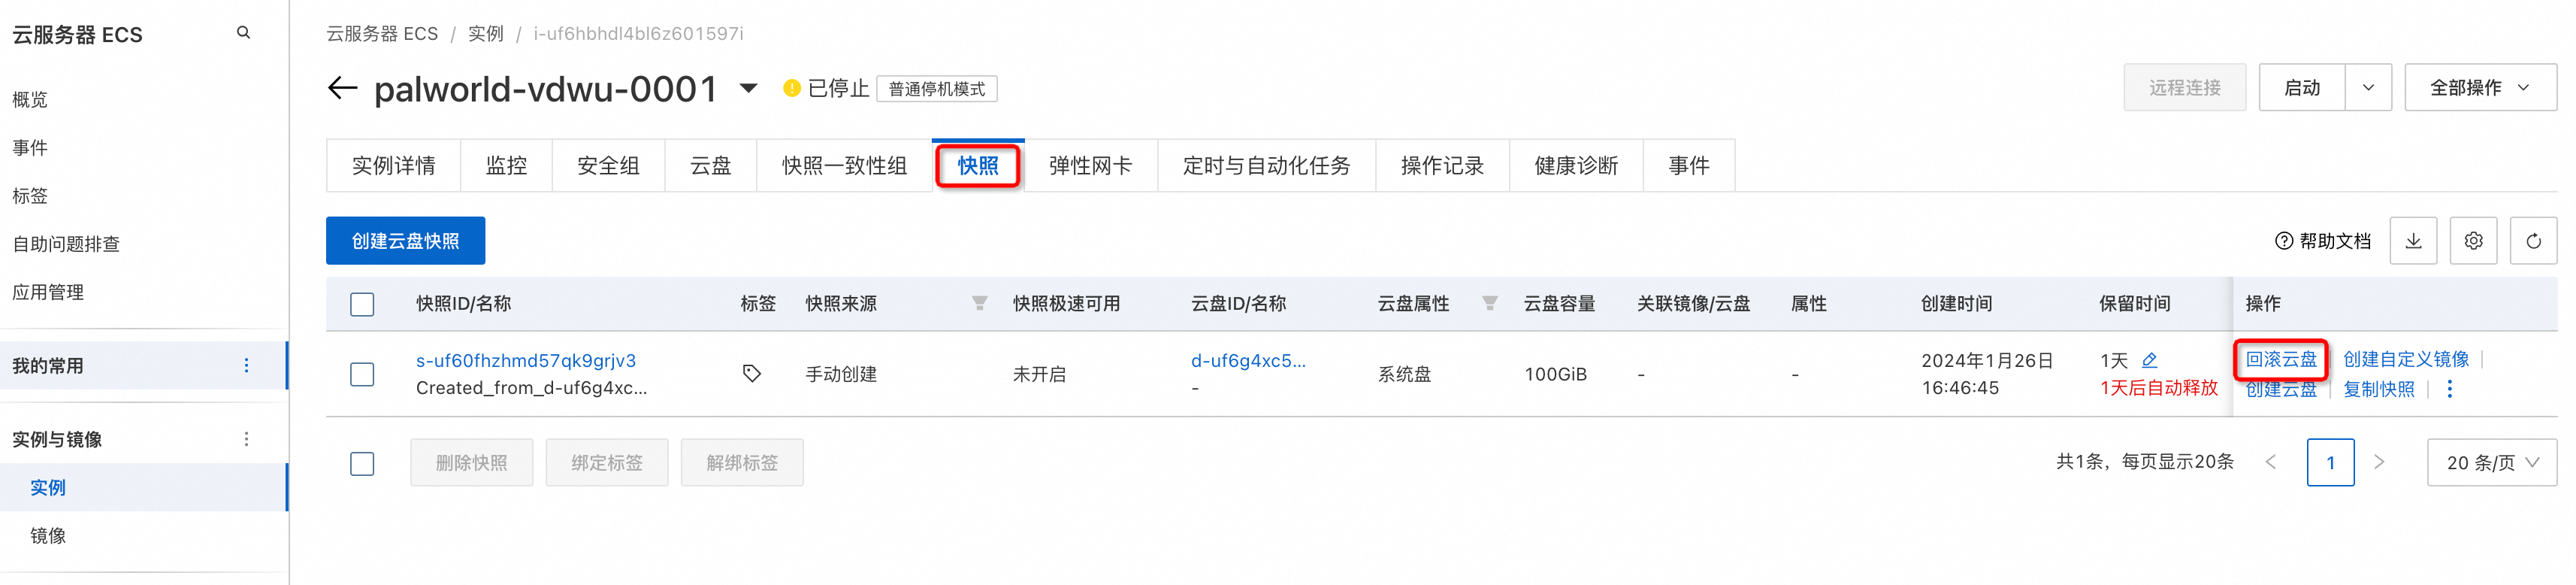 云服务器 ECS
概览
事件
标签
自助问题排查
应用管理
我的常用
实例与镜像
实例
镜像
云服务器 ECS / 实例 / i-uf6hbhdl4bl6z601597i
palworld-vdwu-0001 已停止 普通停机模式
远程连接 启动 全部操作
实例详情 监控 安全组 云盘 快照一致性组 快照 弹性网卡 定时与自动化任务 操作记录 健康诊断 事件
创建云盘快照 帮助文档
快照ID/名称 标签 快照来源 快照极速可用 云盘ID/名称 云盘属性 云盘容量 关联镜像/云盘 属性 创建时间 保留时间 操作
s-uf60fhzhmd57qk9grjv3 d-uf6g4xc5... 2024年1月26日 1天 回滚云盘 创建自定义镜像
手动创建 未开启 系统盘 100GiB - -
Created_from_d-uf6g4xc... - 16:46:45 1天后自动释放 创建云盘 复制快照
删除快照 绑定标签 解绑标签 共1条，每页显示20条 < 1 > 20 条/页